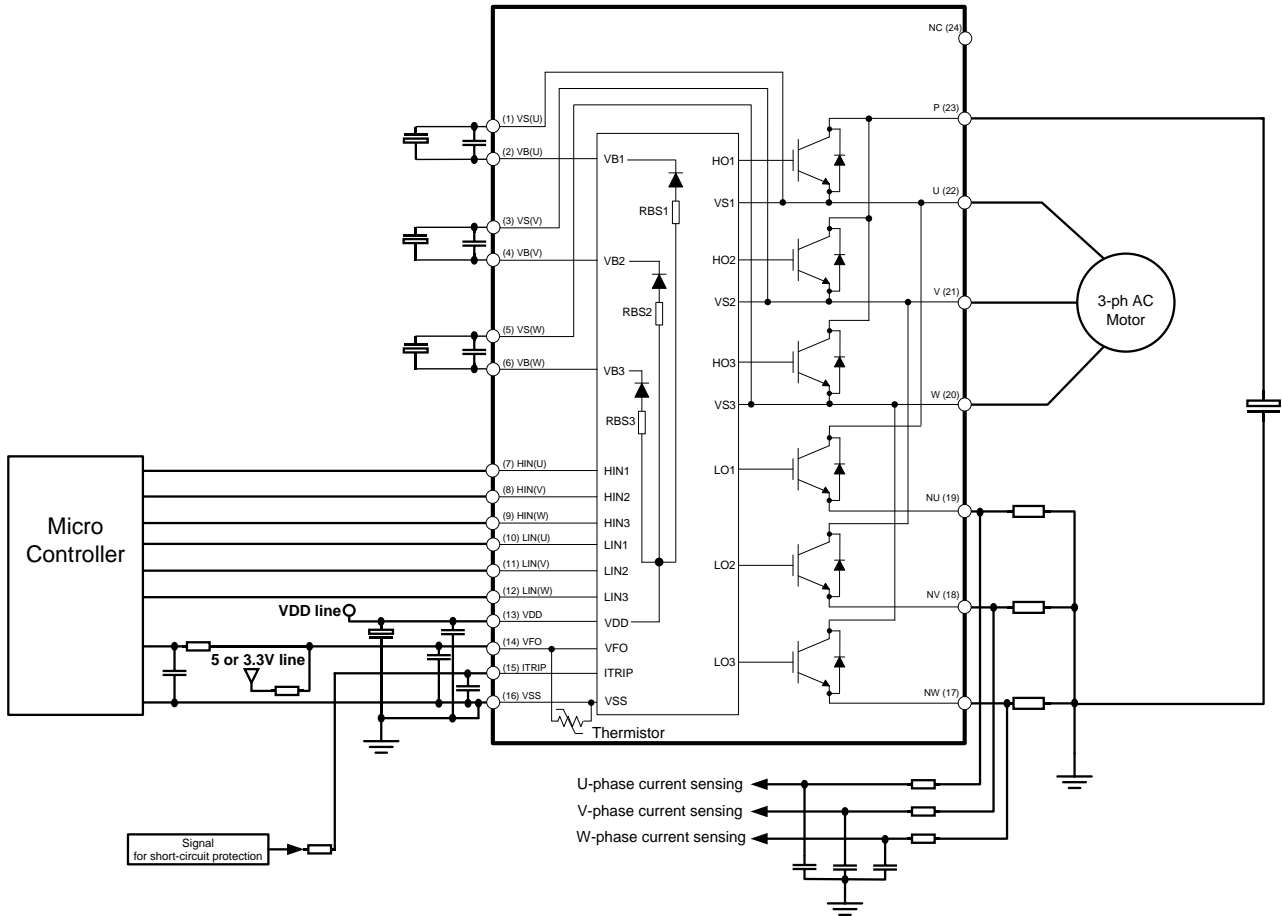 NC (24)
(1) VS(U)
P (23)
(2) VB(U)
VB1
HO1
RBS1
U (22)
VS1
(3) VS(V)
(4) VB(V)
VB2
HO2
RBS2
V (21)
VS2
3-ph AC
Motor
(5) VS(W)
(6) VB(W)
VB3
HO3
RBS3
W (20)
VS3
Micro
Controller
(7) HIN(U)
HIN1
LO1
(8) HIN(V)
HIN2
NU (19)
(9) HIN(W)
HIN3
(10) LIN(U)
LIN1
(11) LIN(V)
LIN2
LO2
(12) LIN(W)
LIN3
NV (18)
VDD line
(13) VDD
VDD
(14) VFO
VFO
5 or 3.3V line
(15) ITRIP
ITRIP
LO3
(16) VSS
VSS
NW (17)
Thermistor
U-phase current sensing
V-phase current sensing
W-phase current sensing
Signal
for short-circuit protection